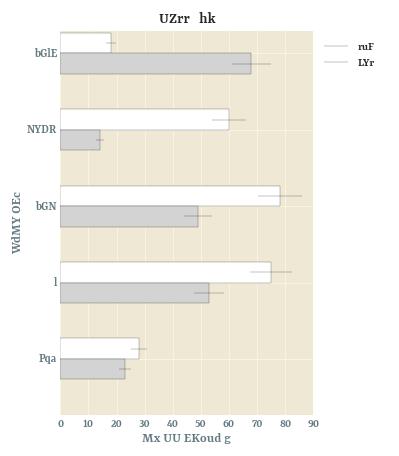 UZrr hk
ruF
LYr
bGlE
NYDR
bGN
l
Pqa
WdMY OEc
0 10 20 30 40 50 60 70 80 90
Mx UU EKoud g